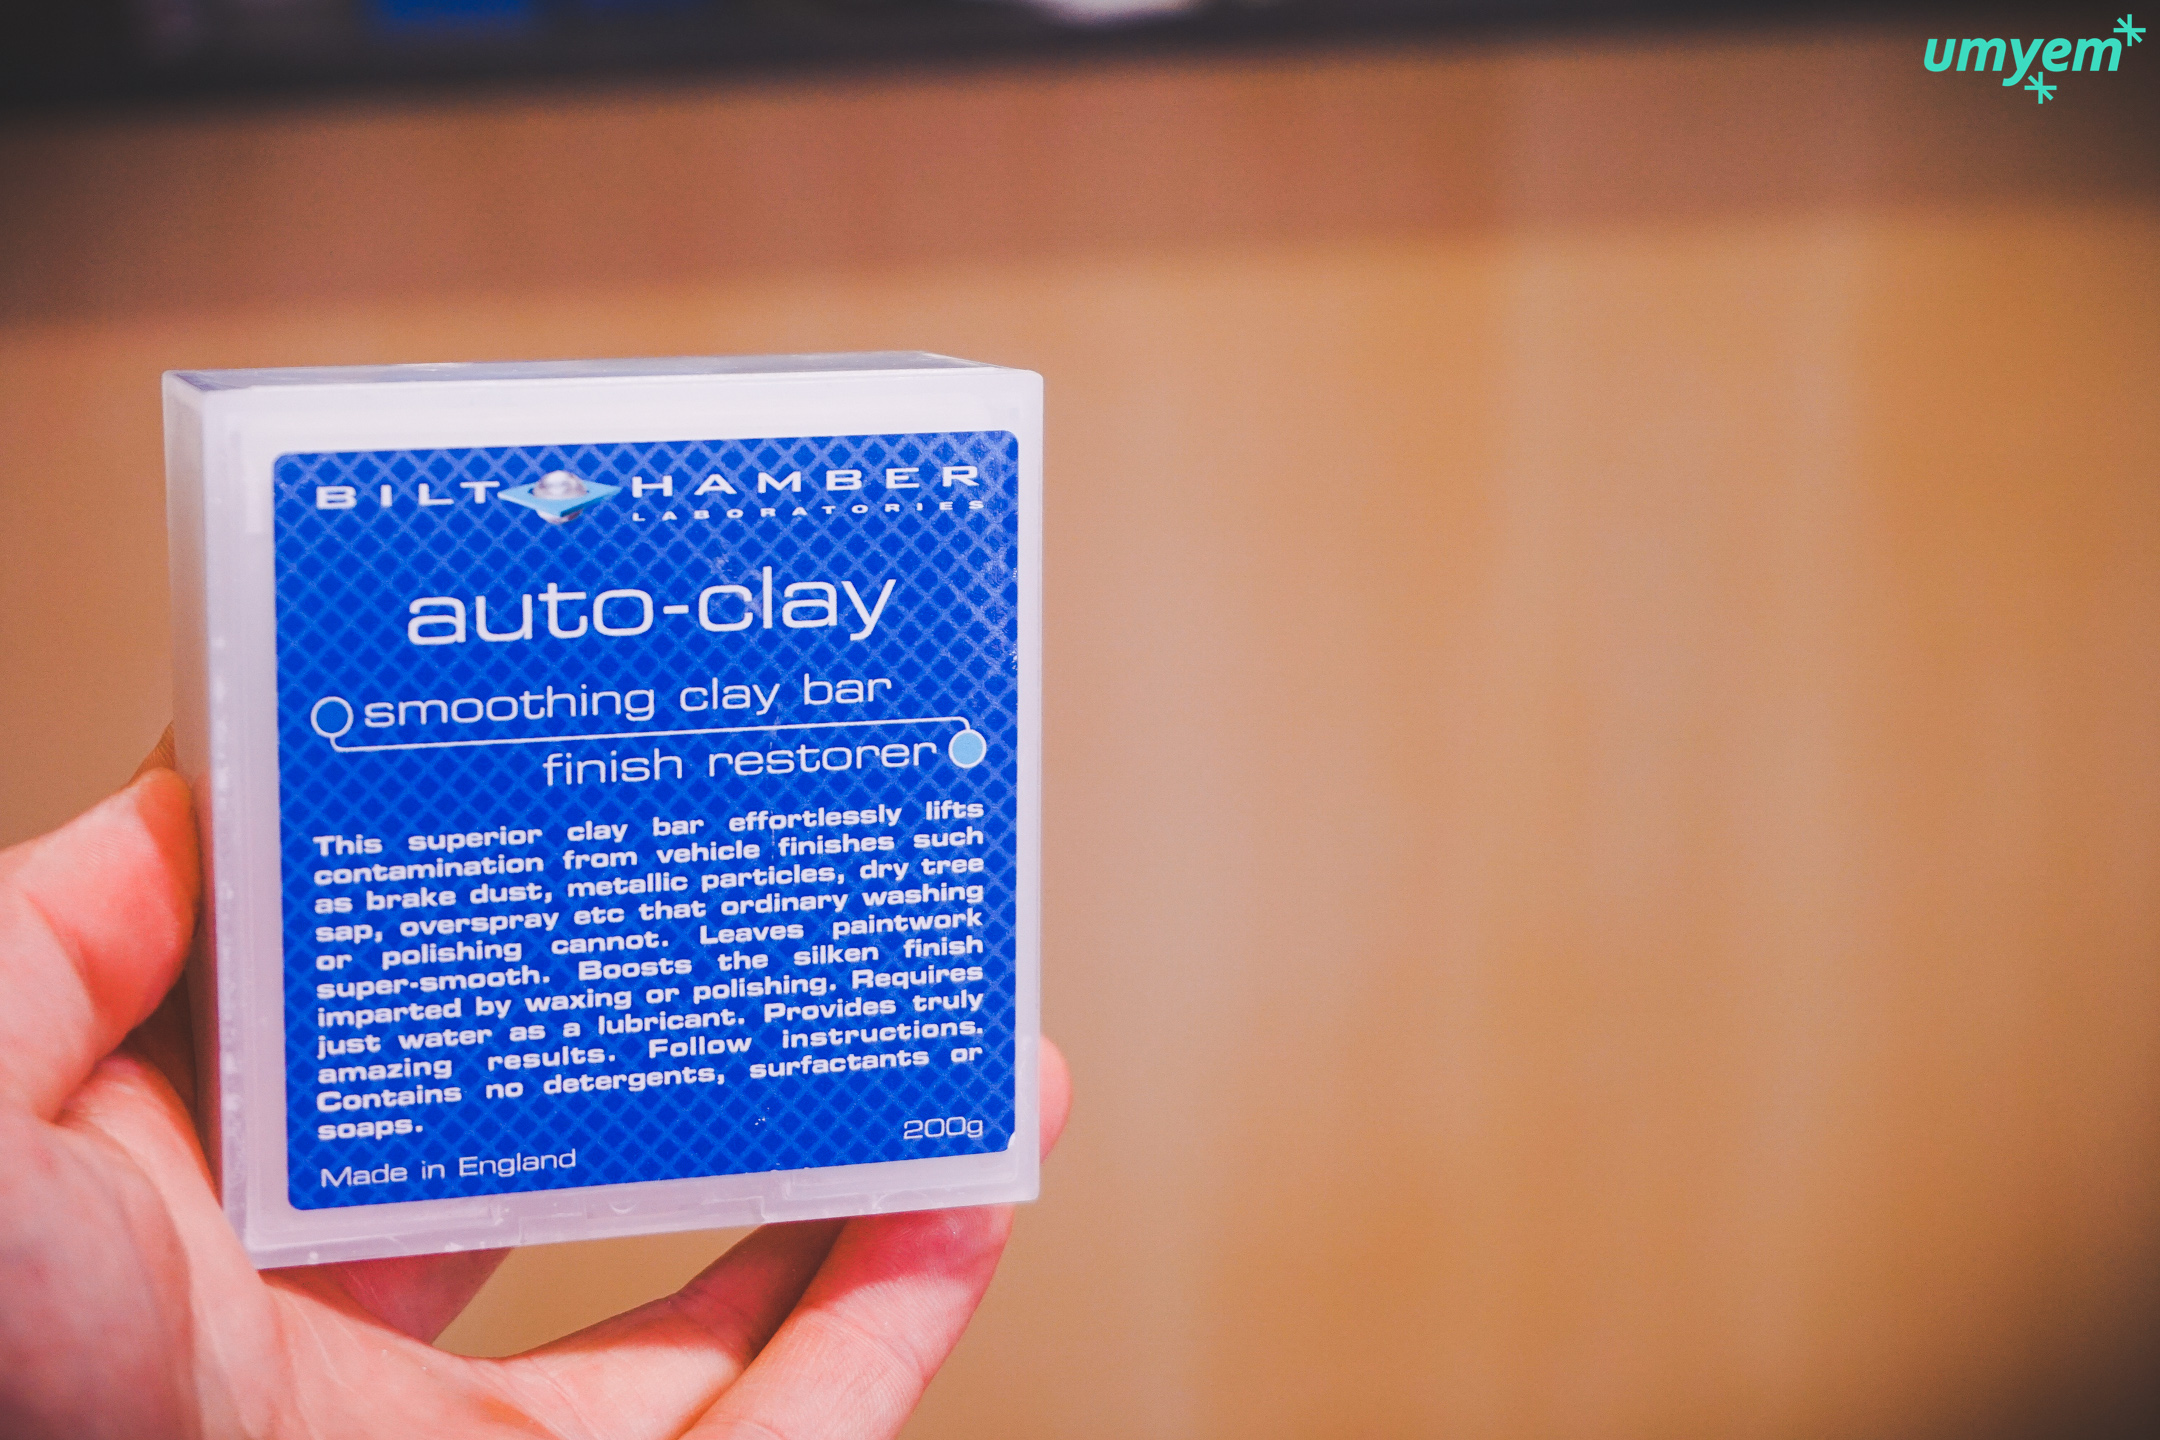 umyem
BILT HAMBER
LABORATORIES
auto-clay
smoothing clay bar
finish restorer
This superior clay bar effortlessly lifts
contamination from vehicle finishes such
as brake dust, metallic particles, dry tree
sap, overspray etc that ordinary washing
or polishing cannot. Leaves paintwork
super-smooth. Boosts the silken finish
imparted by waxing or polishing. Requires
just water as a lubricant. Provides truly
amazing results. Follow instructions.
Contains no detergents, surfactants or
soaps.
200g
Made in England